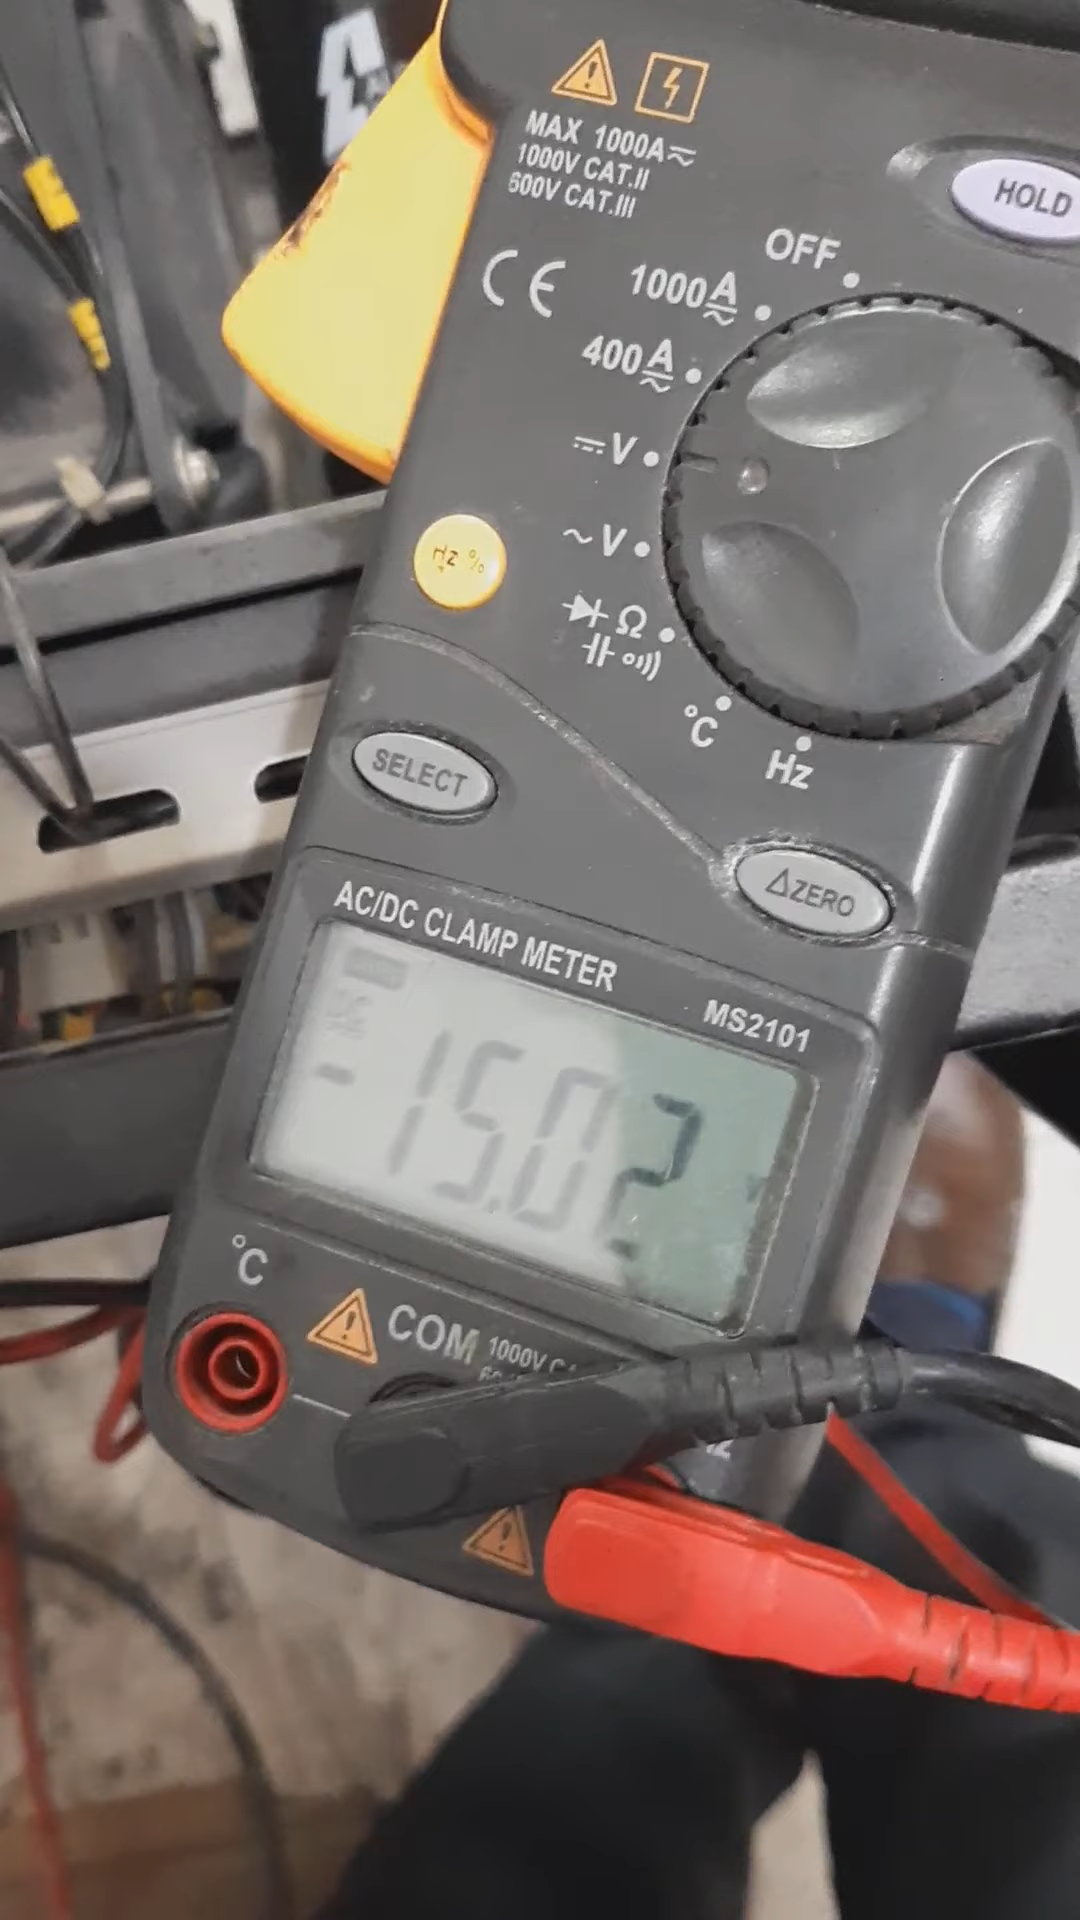 MAX 1000A
1000V CAT.II
600V CAT.III
CE
HOLD
OFF
1000A
400A
V
~V
Ω
°C
Hz
Hz %
SELECT
ΔZERO
AC/DC CLAMP METER
MS2101
-15.02
°C
COM
1000V